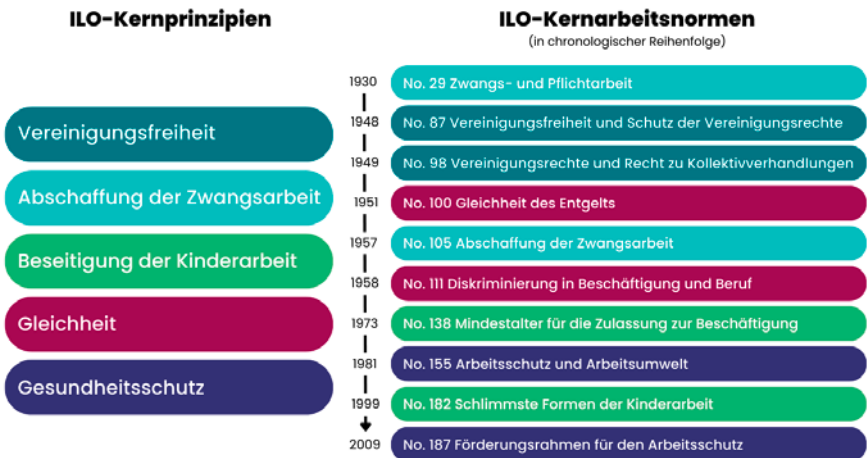 ILO-Kernprinzipien
Vereinigungsfreiheit
Abschaffung der Zwangsarbeit
Beseitigung der Kinderarbeit
Gleichheit
Gesundheitsschutz
ILO-Kernarbeitsnormen
(in chronologischer Reihenfolge)
1930 No. 29 Zwangs- und Pflichtarbeit
1948 No. 87 Vereinigungsfreiheit und Schutz der Vereinigungsrechte
1949 No. 98 Vereinigungsrechte und Recht zu Kollektivverhandlungen
1951 No. 100 Gleichheit des Entgelts
1957 No. 105 Abschaffung der Zwangsarbeit
1958 No. 111 Diskriminierung in Beschäftigung und Beruf
1973 No. 138 Mindestalter für die Zulassung zur Beschäftigung
1981 No. 155 Arbeitsschutz und Arbeitsumwelt
1999 No. 182 Schlimmste Formen der Kinderarbeit
2009 No. 187 Förderungsrahmen für den Arbeitsschutz